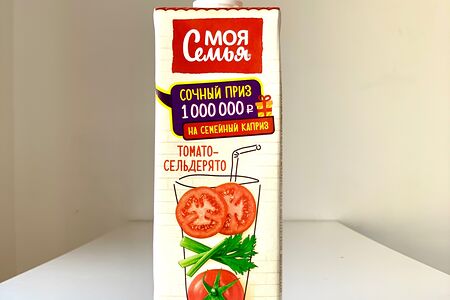 МОЯ
Семья
СОЧНЫЙ ПРИЗ
1 000 000 ₽
НА СЕМЕЙНЫЙ КАПРИЗ
ТОМАТО-
СЕЛЬДЕРЯТО